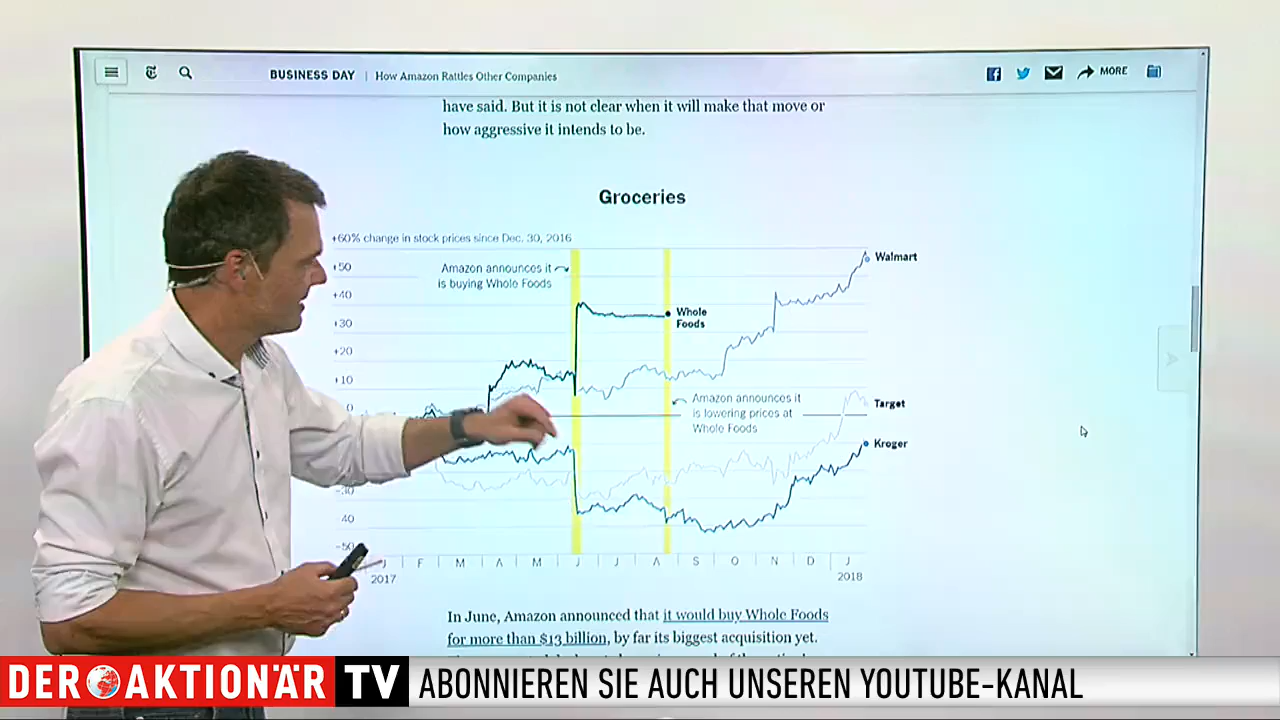 BUSINESS DAY | How Amazon Rattles Other Companies
MORE
have said. But it is not clear when it will make that move or
how aggressive it intends to be.
Groceries
+60% change in stock prices since Dec. 30, 2016
+50
+40
+30
+20
+10
0
-30
40
-50
Amazon announces it
is buying Whole Foods
Whole
Foods
Walmart
Amazon announces it
is lowering prices at
Whole Foods
Target
Kroger
J F M A M J J A S O N D J
2017 2018
In June, Amazon announced that it would buy Whole Foods
for more than $13 billion, by far its biggest acquisition yet.
DER AKTIONÄR TV
ABONNIEREN SIE AUCH UNSEREN YOUTUBE-KANAL